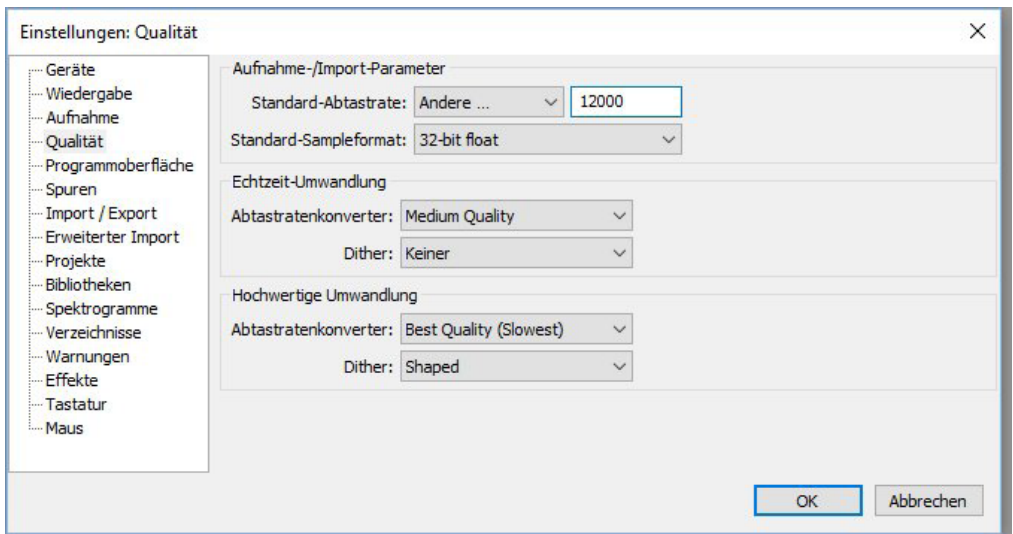 Einstellungen: Qualität
Geräte
Wiedergabe
Aufnahme
Qualität
Programmoberfläche
Spuren
Import / Export
Erweiterter Import
Projekte
Bibliotheken
Spektrogramme
Verzeichnisse
Warnungen
Effekte
Tastatur
Maus
Aufnahme-/Import-Parameter
Standard-Abtastrate: Andere ... 12000
Standard-Sampleformat: 32-bit float
Echtzeit-Umwandlung
Abtastratenkonverter: Medium Quality
Dither: Keiner
Hochwertige Umwandlung
Abtastratenkonverter: Best Quality (Slowest)
Dither: Shaped
OK Abbrechen